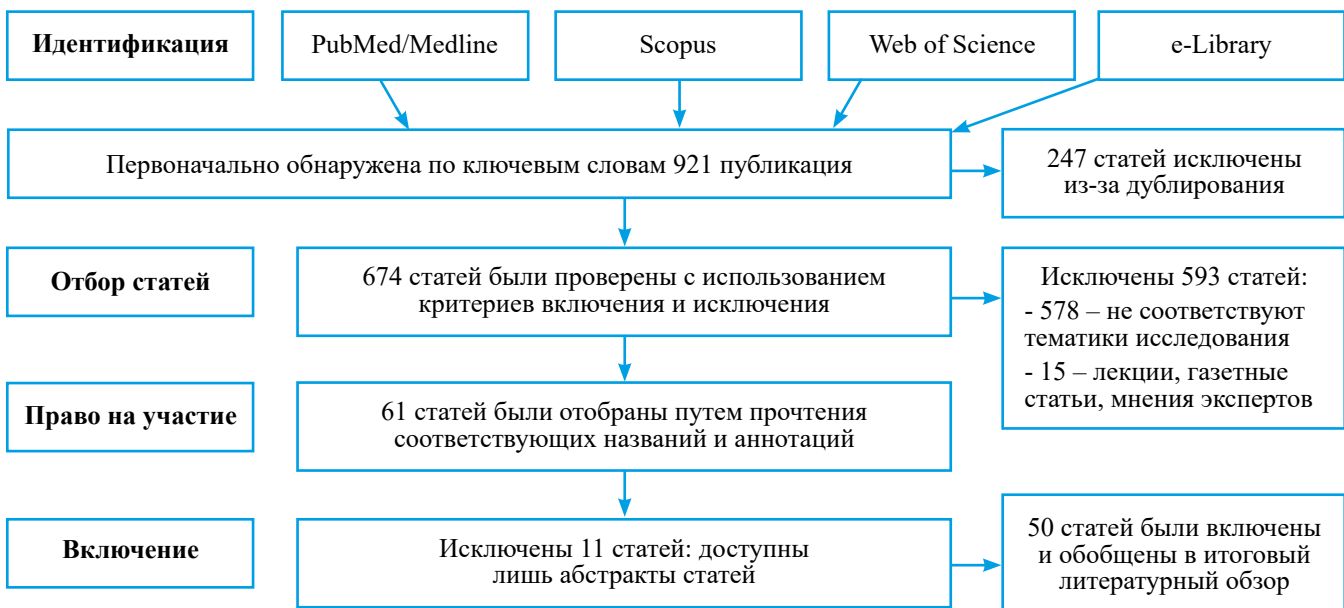 Идентификация
PubMed/Medline
Scopus
Web of Science
e-Library
Первоначально обнаружена по ключевым словам 921 публикация
247 статей исключены
из-за дублирования
Отбор статей
674 статей были проверены с использованием
критериев включения и исключения
Исключены 593 статей:
- 578 – не соответствуют
тематики исследования
- 15 – лекции, газетные
статьи, мнения экспертов
Право на участие
61 статей были отобраны путем прочтения
соответствующих названий и аннотаций
Включение
Исключены 11 статей: доступны
лишь абстракты статей
50 статей были включены
и обобщены в итоговый
литературный обзор